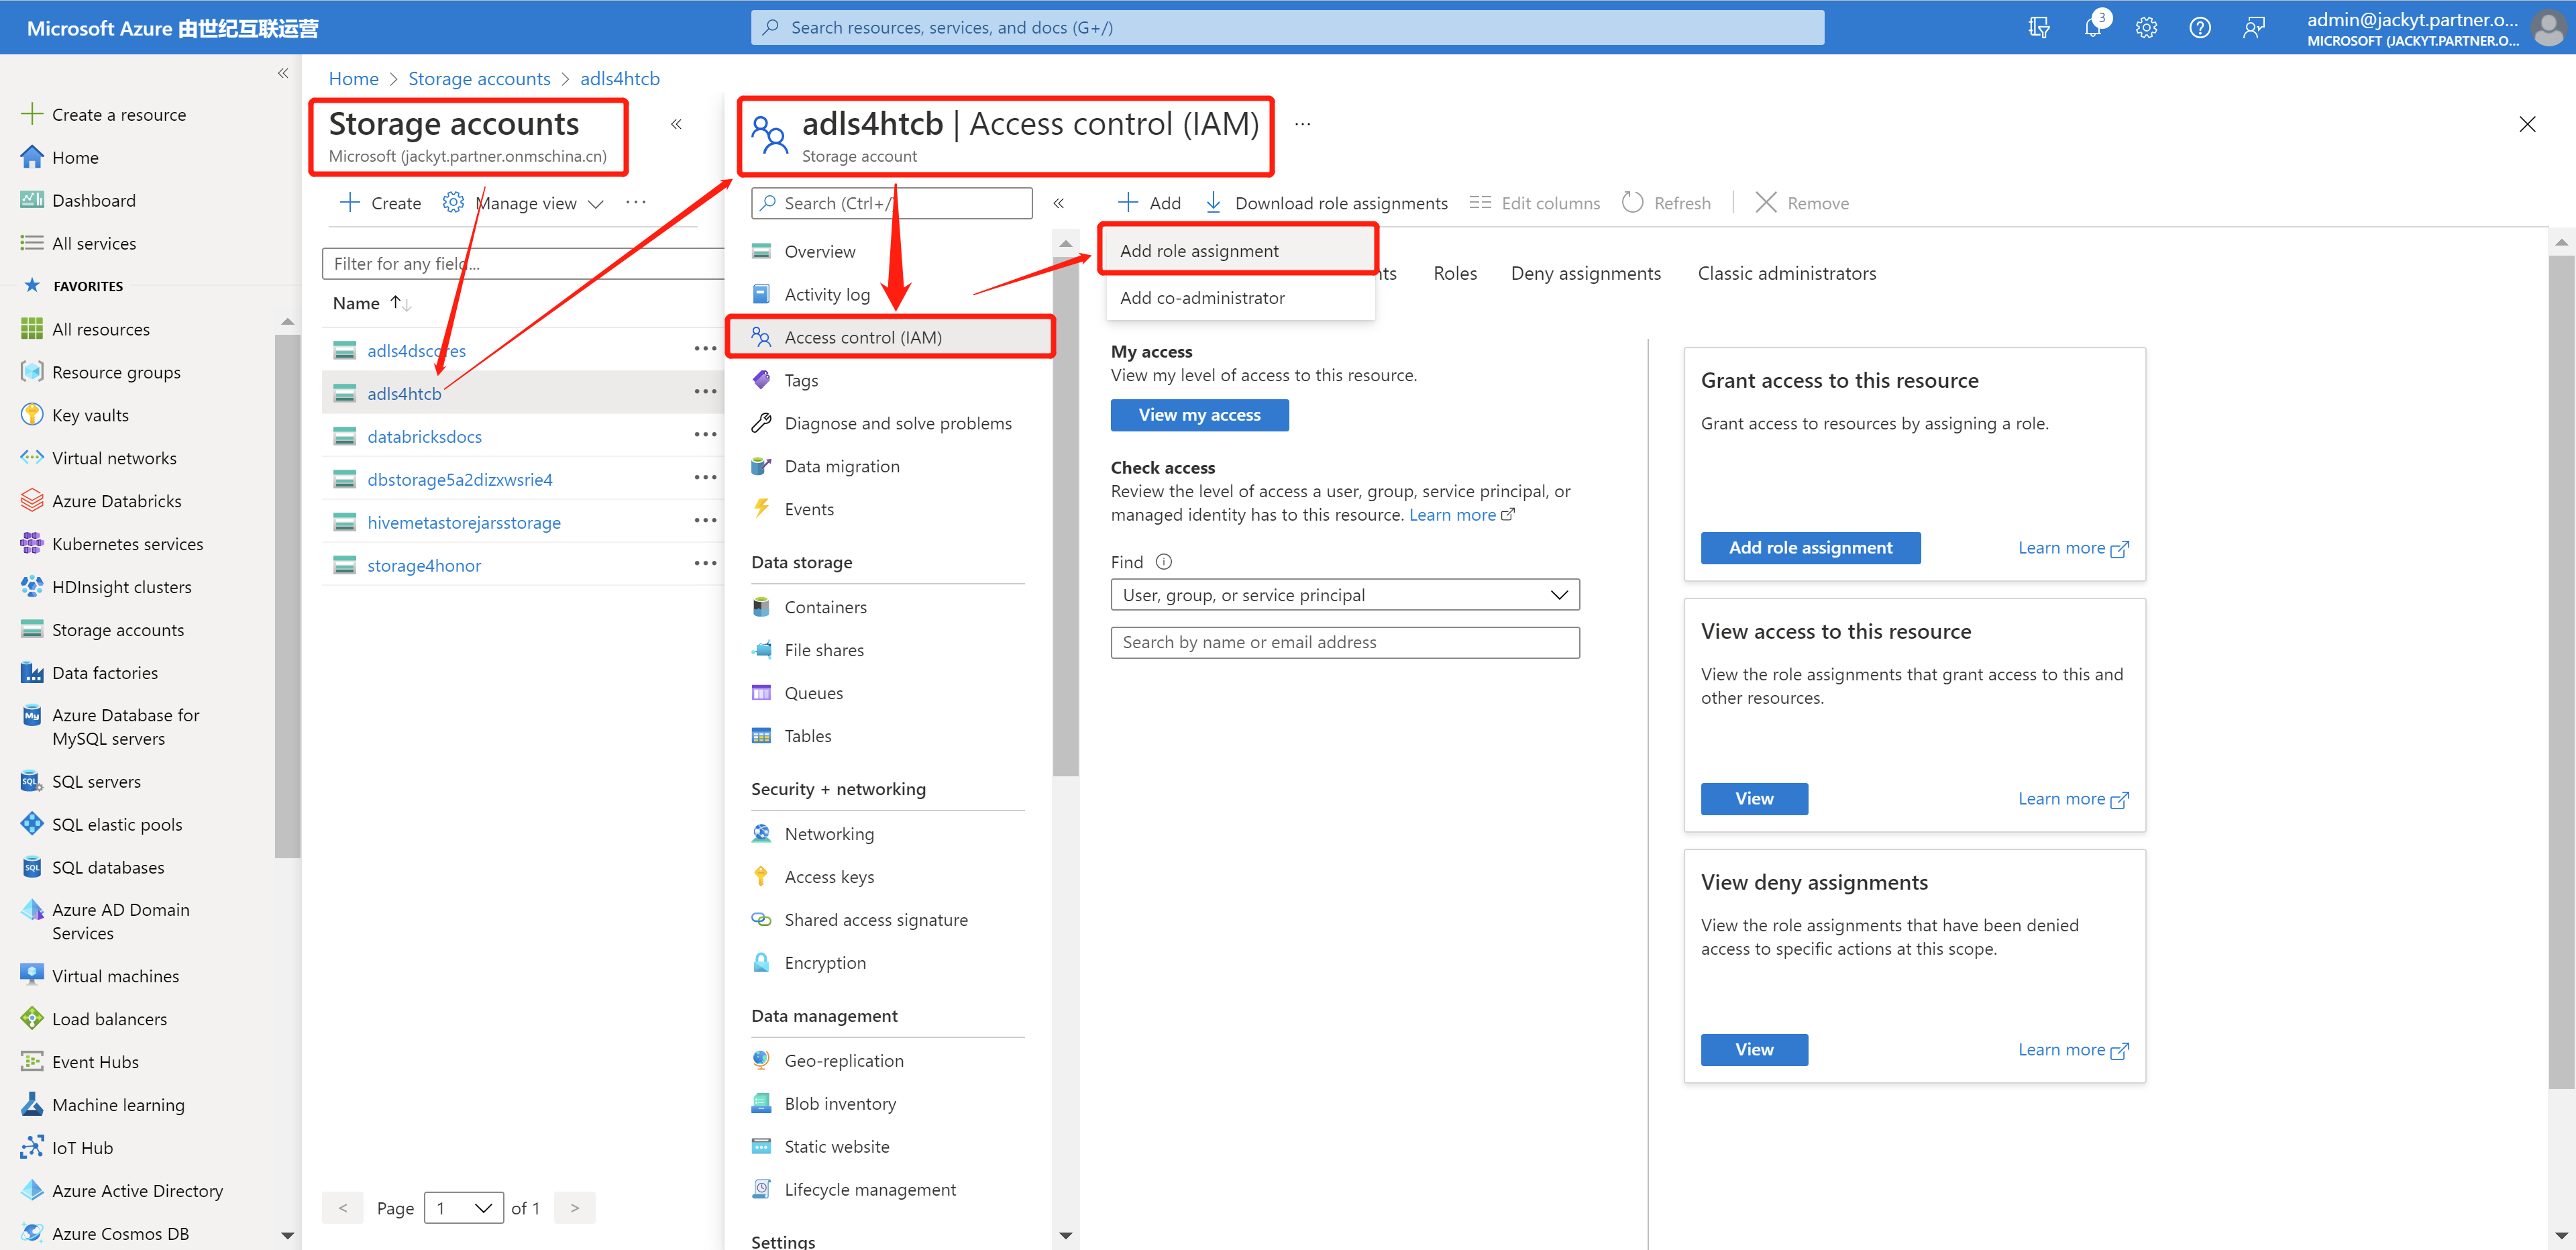 Microsoft Azure 由世纪互联运营
Search resources, services, and docs (G+/)
3
admin@jackyt.partner.o...
MICROSOFT (JACKYT.PARTNER.O...
Create a resource
Home
Dashboard
All services
FAVORITES
All resources
Resource groups
Key vaults
Virtual networks
Azure Databricks
Kubernetes services
HDInsight clusters
Storage accounts
Data factories
Azure Database for
MySQL servers
SQL servers
SQL elastic pools
SQL databases
Azure AD Domain
Services
Virtual machines
Load balancers
Event Hubs
Machine learning
IoT Hub
Azure Active Directory
Azure Cosmos DB
Home > Storage accounts > adls4htcb
Storage accounts
Microsoft (jackyt.partner.onmschina.cn)
Create Manage view ...
Filter for any field...
Name
adls4dscores
adls4htcb
databricksdocs
dbstorage5a2dizxwsrie4
hivemetastorejarsstorage
storage4honor
< Page 1 of 1 >
adls4htcb | Access control (IAM) ...
Storage account
Search (Ctrl+/
Overview
Activity log
Access control (IAM)
Tags
Diagnose and solve problems
Data migration
Events
Data storage
Containers
File shares
Queues
Tables
Security + networking
Networking
Access keys
Shared access signature
Encryption
Data management
Geo-replication
Blob inventory
Static website
Lifecycle management
Settings
Add Download role assignments Edit columns Refresh Remove
Add role assignment
Add co-administrator
Roles Deny assignments Classic administrators
My access
View my level of access to this resource.
View my access
Check access
Review the level of access a user, group, service principal, or
managed identity has to this resource. Learn more
Find
User, group, or service principal
Search by name or email address
Grant access to this resource
Grant access to resources by assigning a role.
Add role assignment Learn more
View access to this resource
View the role assignments that grant access to this and
other resources.
View Learn more
View deny assignments
View the role assignments that have been denied
access to specific actions at this scope.
View Learn more